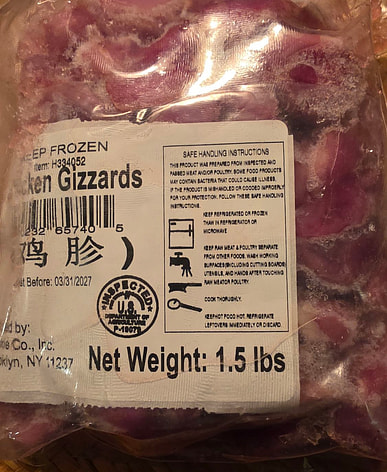 KEEP FROZEN
Item: H334052
cken Gizzards
232 65740 5
鸡 胗 )
st Before: 03/31/2027
INSPECTED
U.S.
DEPARTMENT OF
AGRICULTURE
d by:
Co., Inc.
oklyn, NY 11237
Net Weight: 1.5 lbs
SAFE HANDLING INSTRUCTIONS
THIS PRODUCT WAS PREPARED FROM INSPECTED AND
PASSED MEAT AND/OR POULTRY. SOME FOOD PRODUCTS
MAY CONTAIN BACTERIA THAT COULD CAUSE ILLNESS.
IF THE PRODUCT IS MISHANDLED OR COOKED IMPROPERLY
FOR YOUR PROTECTION, FOLLOW THESE SAFE HANDLING
INSTRUCTIONS.
KEEP REFRIGERATED OR FROZEN
THAW IN REFRIGERATOR OR
MICROWAVE
KEEP RAW MEAT & POULTRY SEPARATE
FROM OTHER FOODS, WASH WORKING
SURFACES(INCLUDING CUTTING BOARDS)
UTENSILS, AND HANDS AFTER TOUCHING
RAW MEAT OR POULTRY.
COOK THOROUGHLY.
KEEP HOT FOOD HOT. REFRIGERATE
LEFTOVERS IMMEDIATELY OR DISCARD.